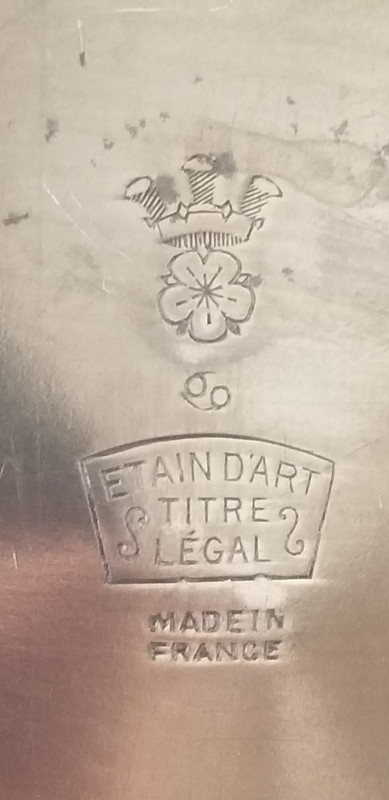 ETAIN D'ART
TITRE
LÉGAL
MADE IN
FRANCE